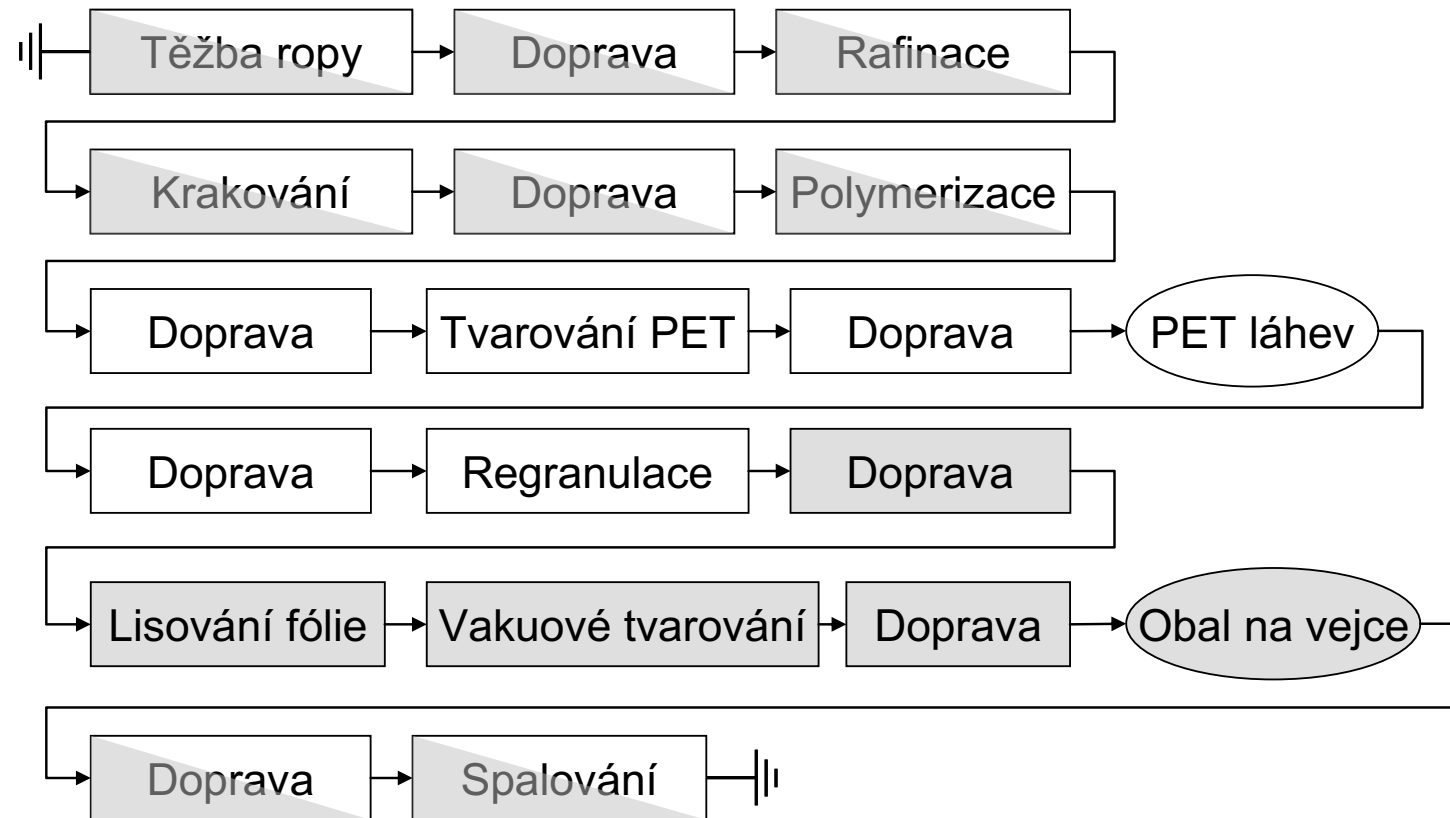 Těžba ropy
Doprava
Rafinace
Krakování
Doprava
Polymerizace
Doprava
Tvarování PET
Doprava
PET láhev
Doprava
Regranulace
Doprava
Lisování fólie
Vakuové tvarování
Doprava
Obal na vejce
Doprava
Spalování